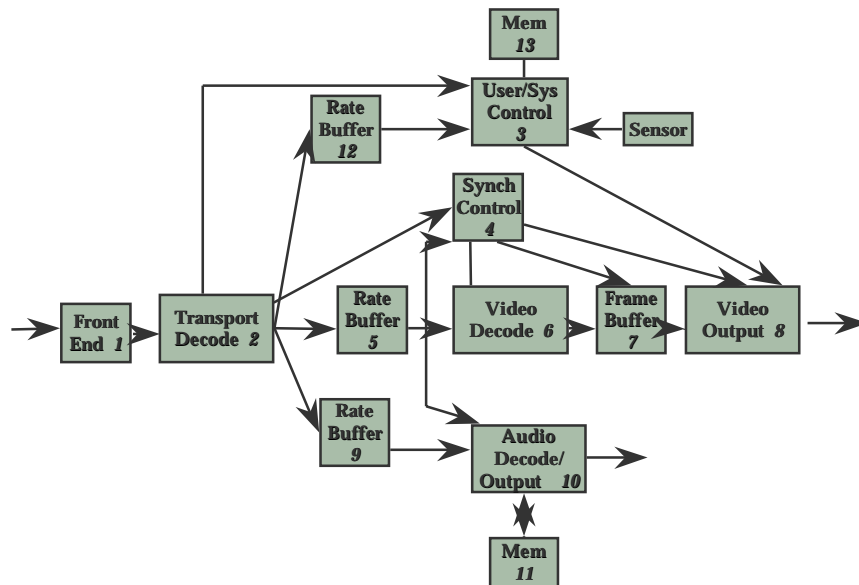 Mem
13
User/Sys
Control
3
Rate
Buffer
12
Sensor
Synch
Control
4
Front
End 1
Transport
Decode 2
Rate
Buffer
5
Video
Decode 6
Frame
Buffer
7
Video
Output 8
Rate
Buffer
9
Audio
Decode/
Output 10
Mem
11